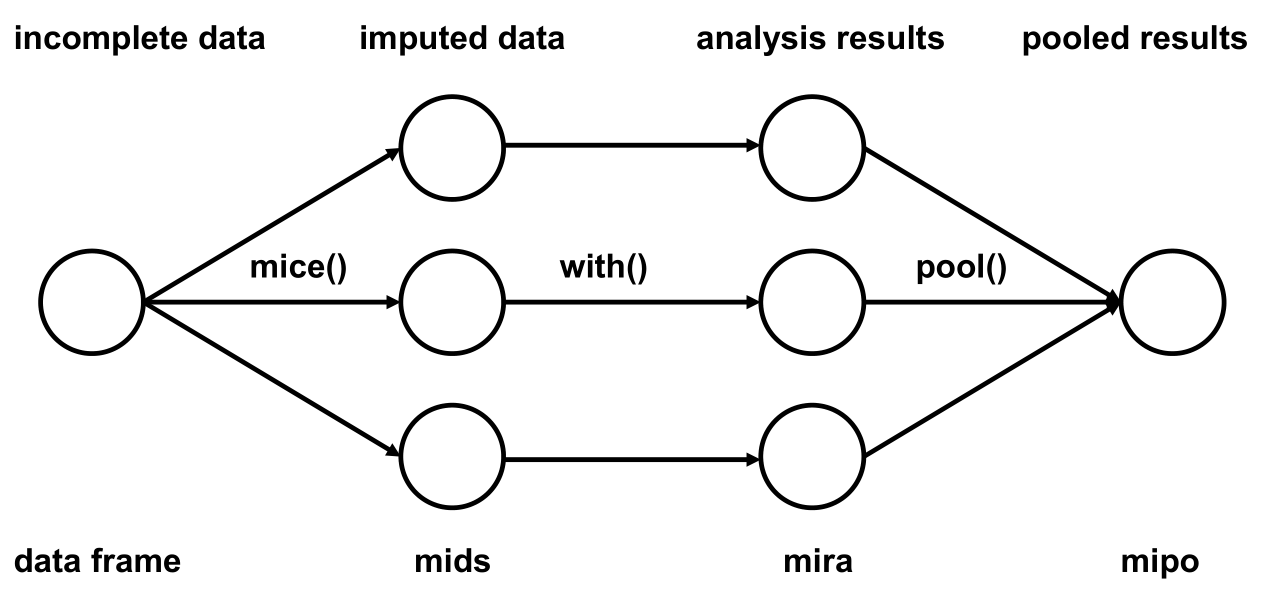 incomplete data
imputed data
analysis results
pooled results
mice()
with()
pool()
data frame
mids
mira
mipo